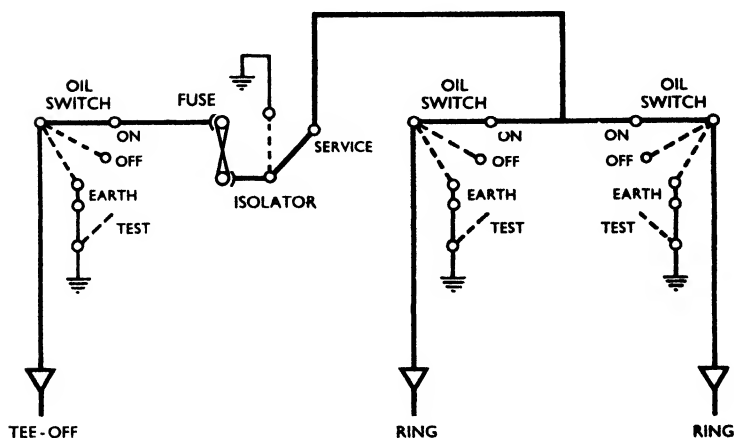 OIL
SWITCH
FUSE
ON
OFF
EARTH
TEST
SERVICE
ISOLATOR
TEE-OFF
OIL
SWITCH
ON
OFF
EARTH
TEST
RING
OIL
SWITCH
ON
OFF
EARTH
TEST
RING